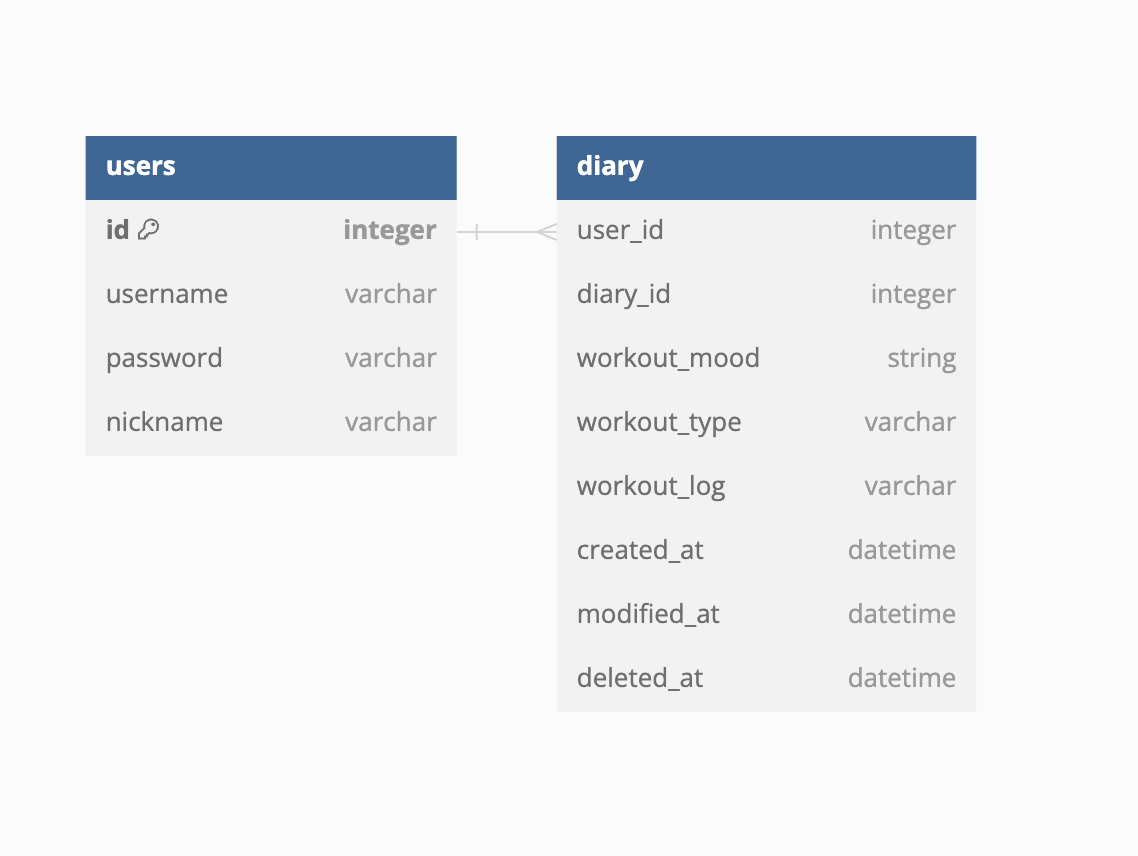 users
id integer
username varchar
password varchar
nickname varchar
diary
user_id integer
diary_id integer
workout_mood string
workout_type varchar
workout_log varchar
created_at datetime
modified_at datetime
deleted_at datetime